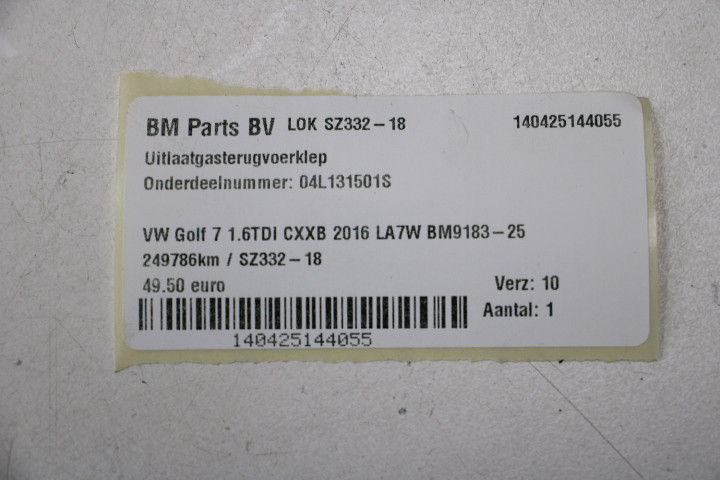 BM Parts BV LOK SZ332-18 140425144055
Uitlaatgasterugvoerklep
Onderdeelnummer: 04L131501S
VW Golf 7 1.6TDI CXXB 2016 LA7W BM9183-25
249786km / SZ332-18
49.50 euro Verz: 10
Aantal: 1
140425144055